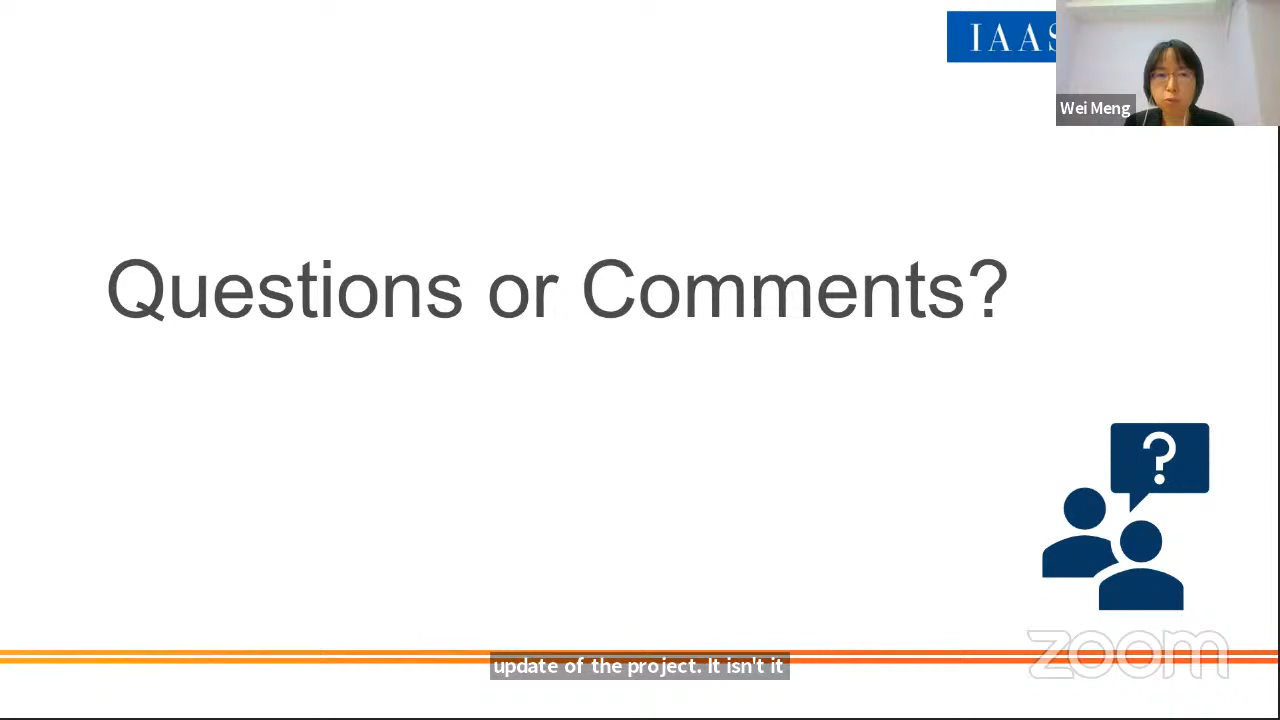 IAAS
Wei Meng
Questions or Comments?
?
update of the project. It isn't it
zoom